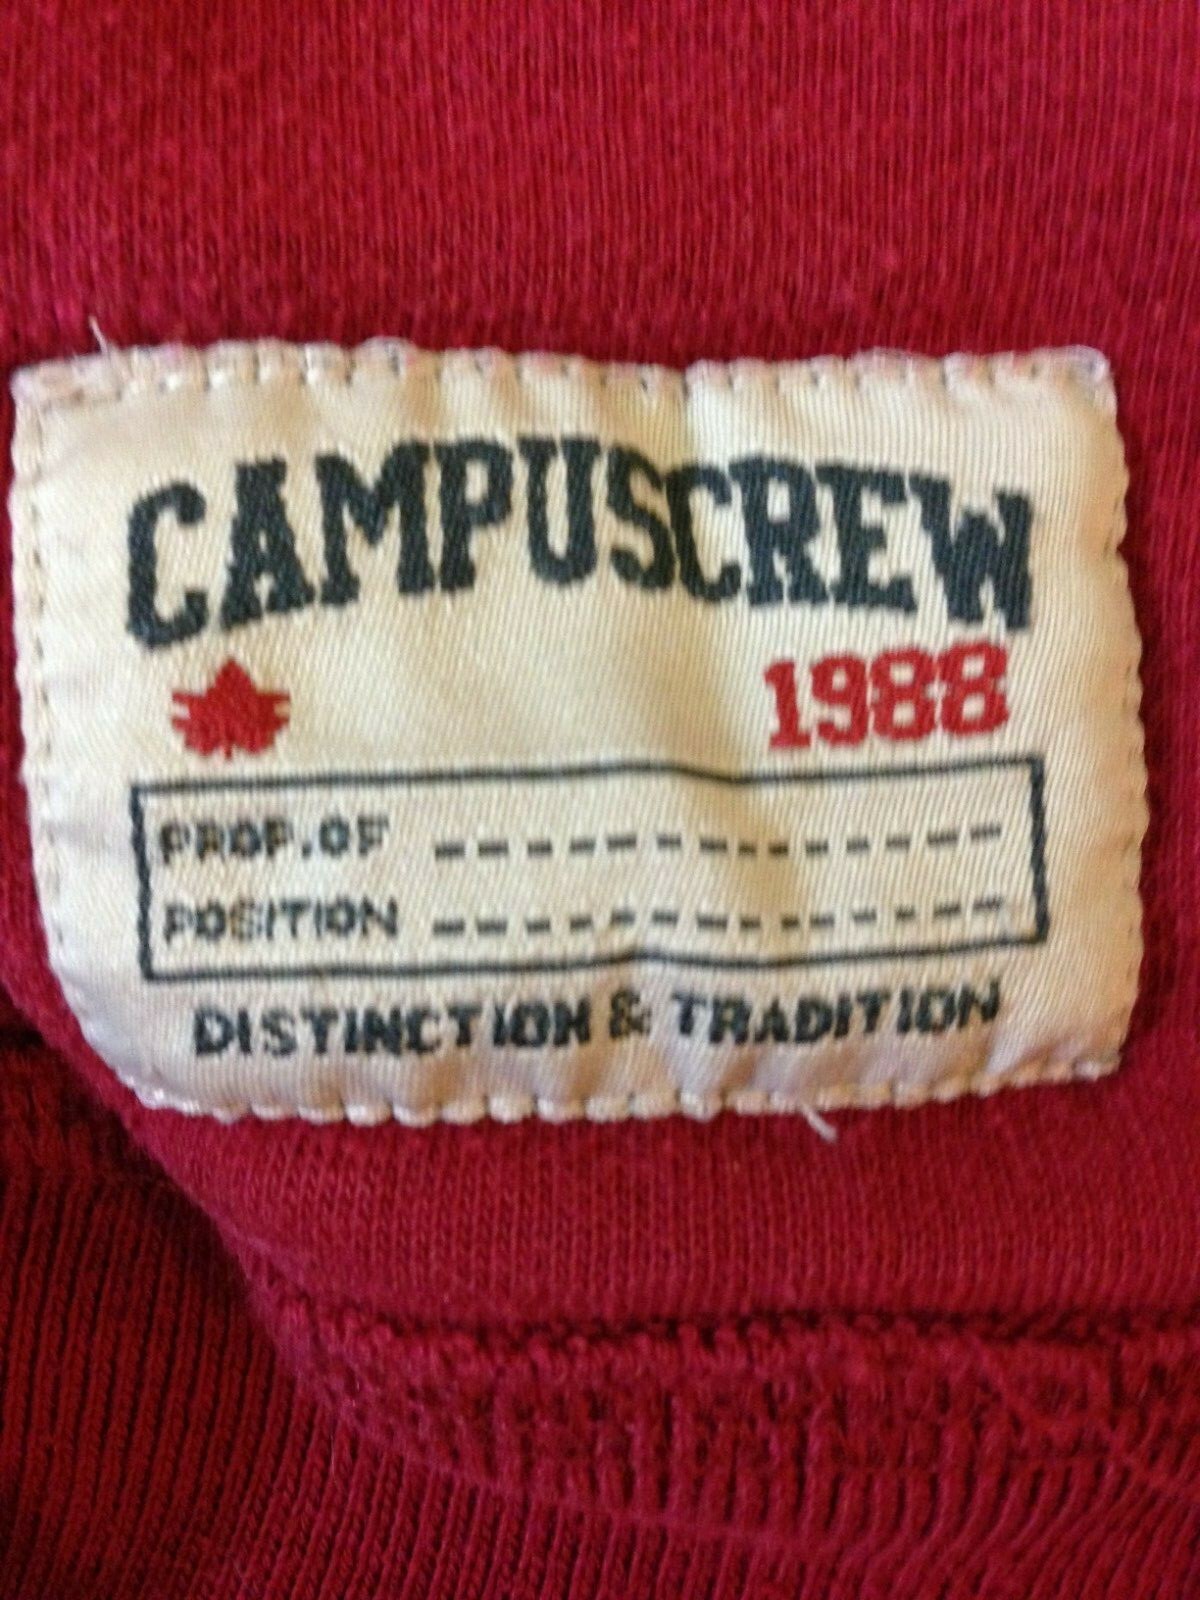 CAMPUSCREW
1988
PROP.OF ------------
POSITION ------------
DISTINCTION & TRADITION